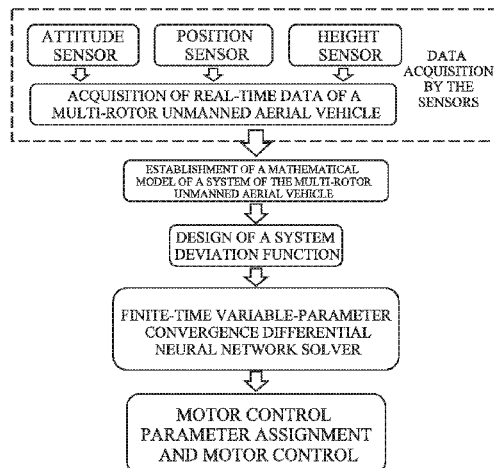 ATTITUDE
SENSOR
POSITION
SENSOR
HEIGHT
SENSOR
DATA
ACQUISITION
BY THE
SENSORS
ACQUISITION OF REAL-TIME DATA OF A
MULTI-ROTOR UNMANNED AERIAL VEHICLE
ESTABLISHMENT OF A MATHEMATICAL
MODEL OF A SYSTEM OF THE MULTI-ROTOR
UNMANNED AERIAL VEHICLE
DESIGN OF A SYSTEM
DEVIATION FUNCTION
FINITE-TIME VARIABLE-PARAMETER
CONVERGENCE DIFFERENTIAL
NEURAL NETWORK SOLVER
MOTOR CONTROL
PARAMETER ASSIGNMENT
AND MOTOR CONTROL